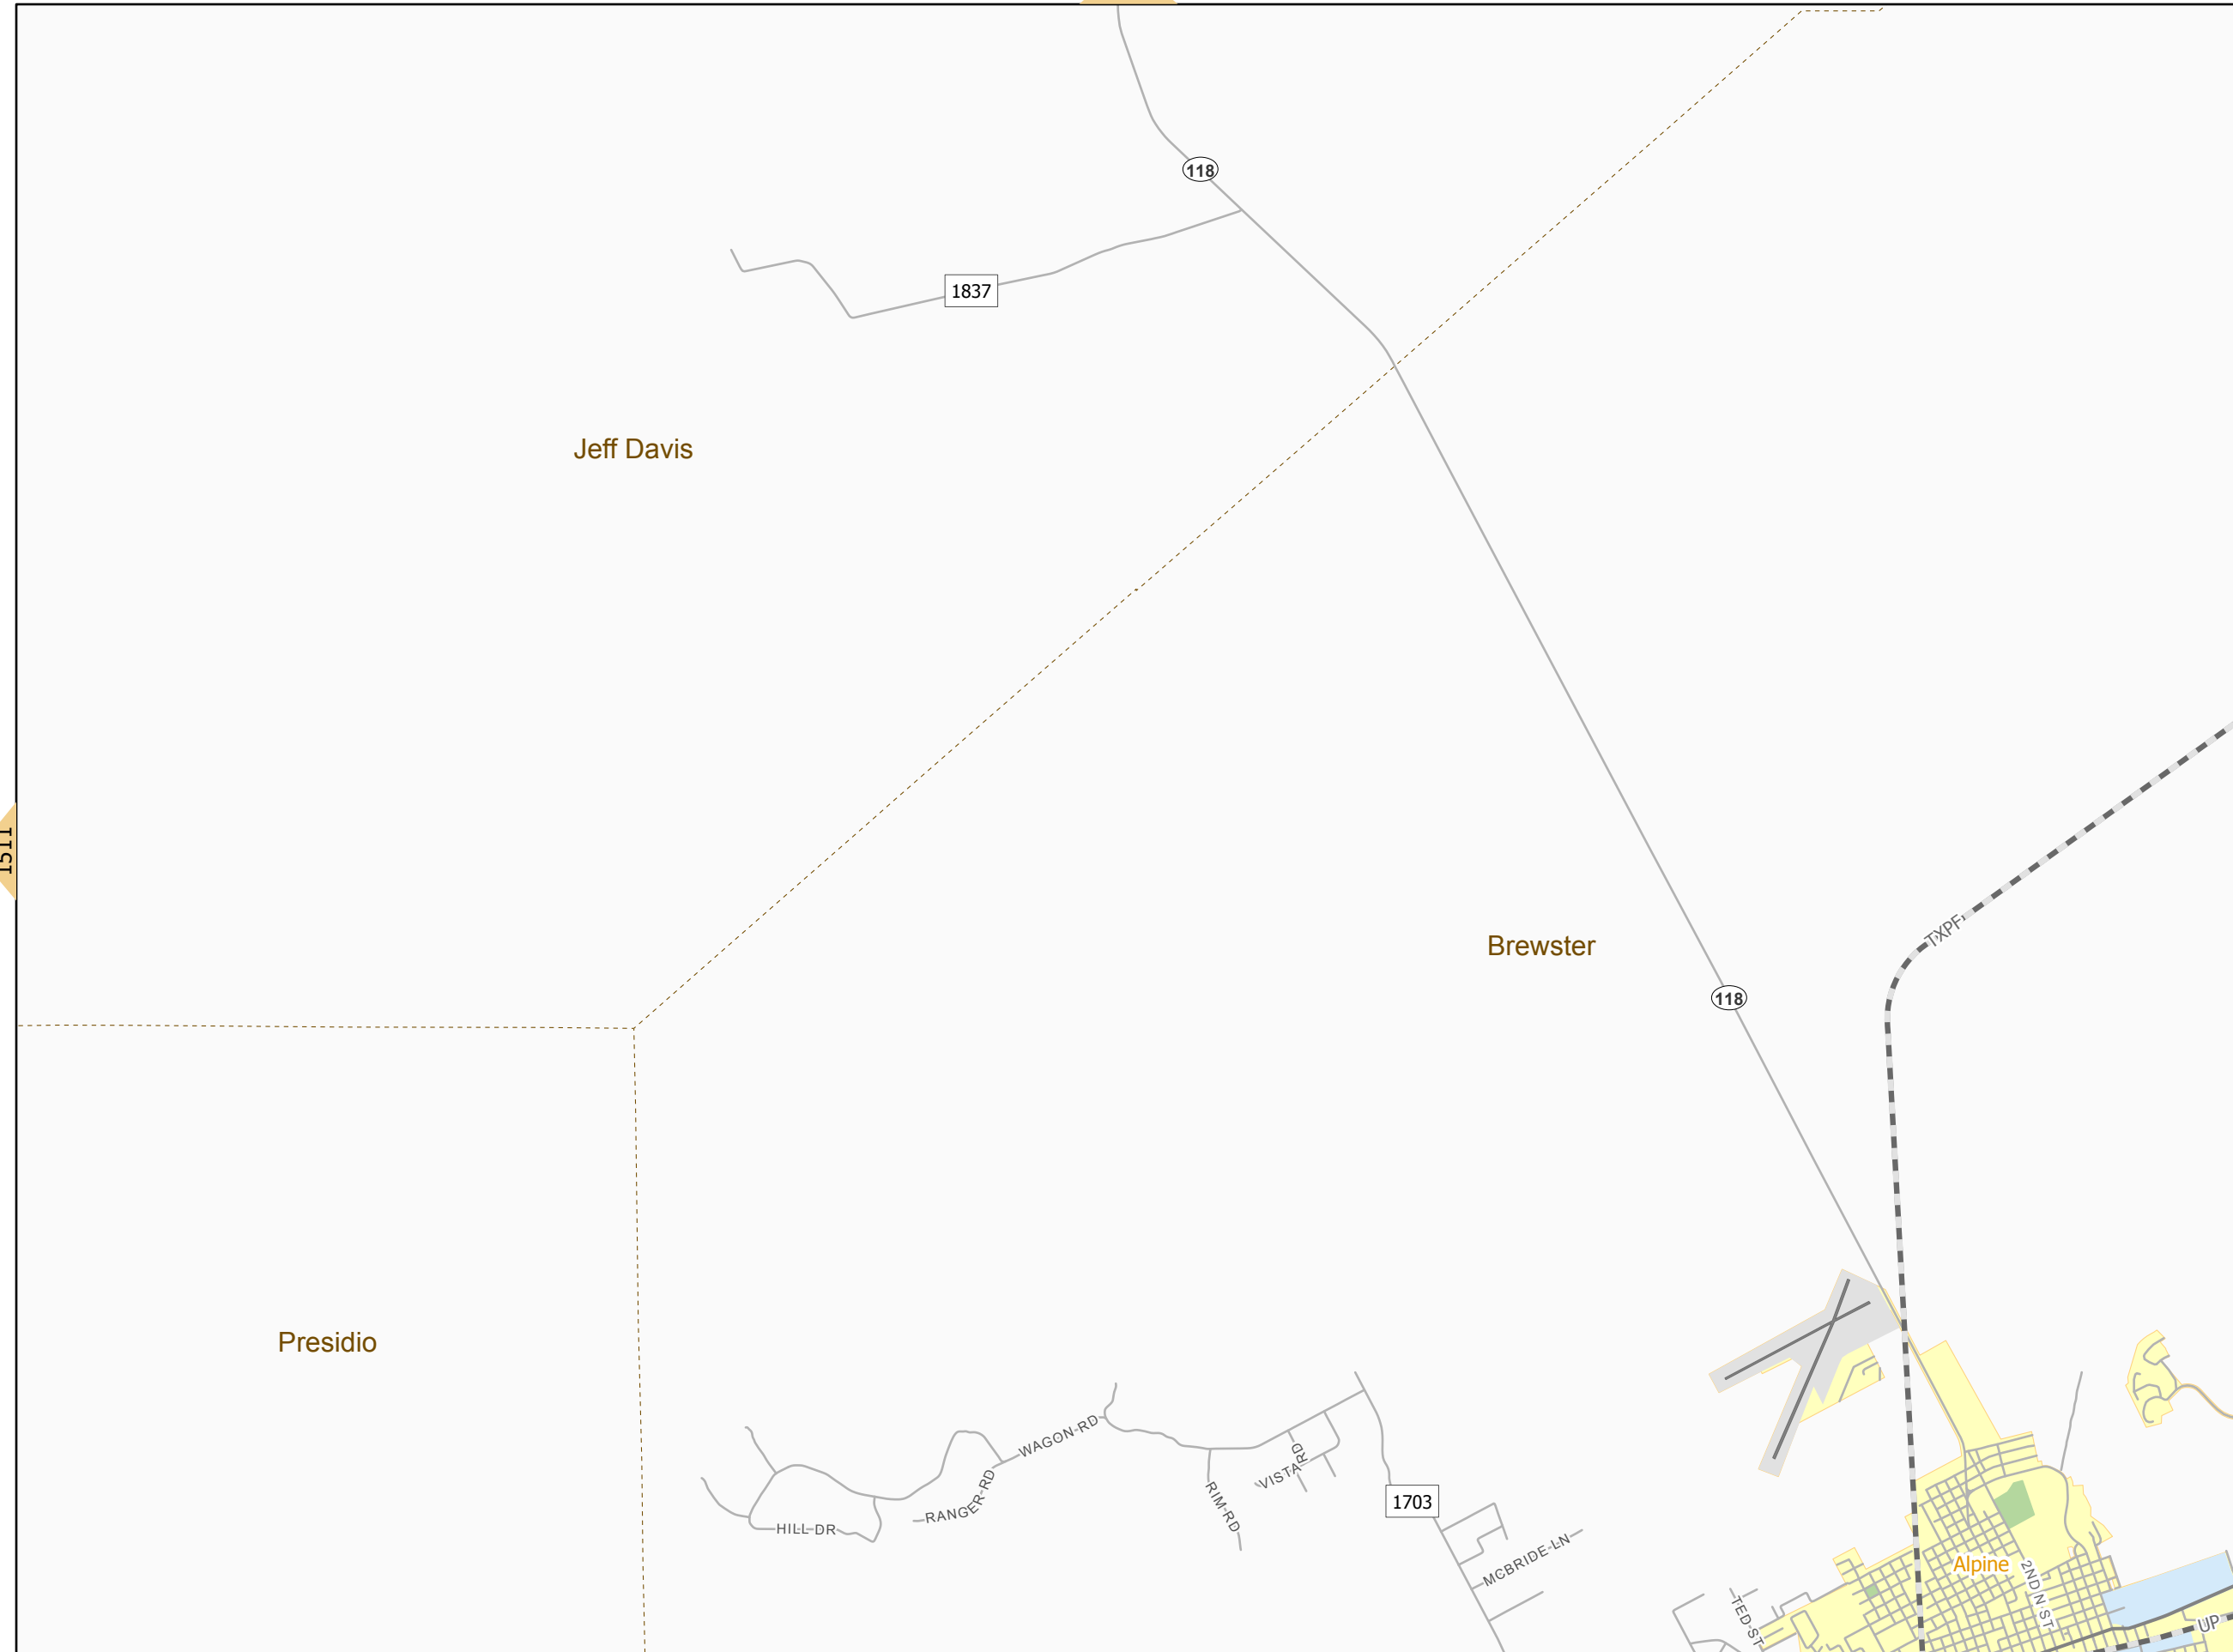 118
1837
Jeff Davis
1511
TXPF
Brewster
118
Presidio
WAGON RD
RANGER RD
HILL DR
RIM RD
VISTA RD
1703
MCBRIDE LN
TED ST
Alpine
2ND N ST
UP